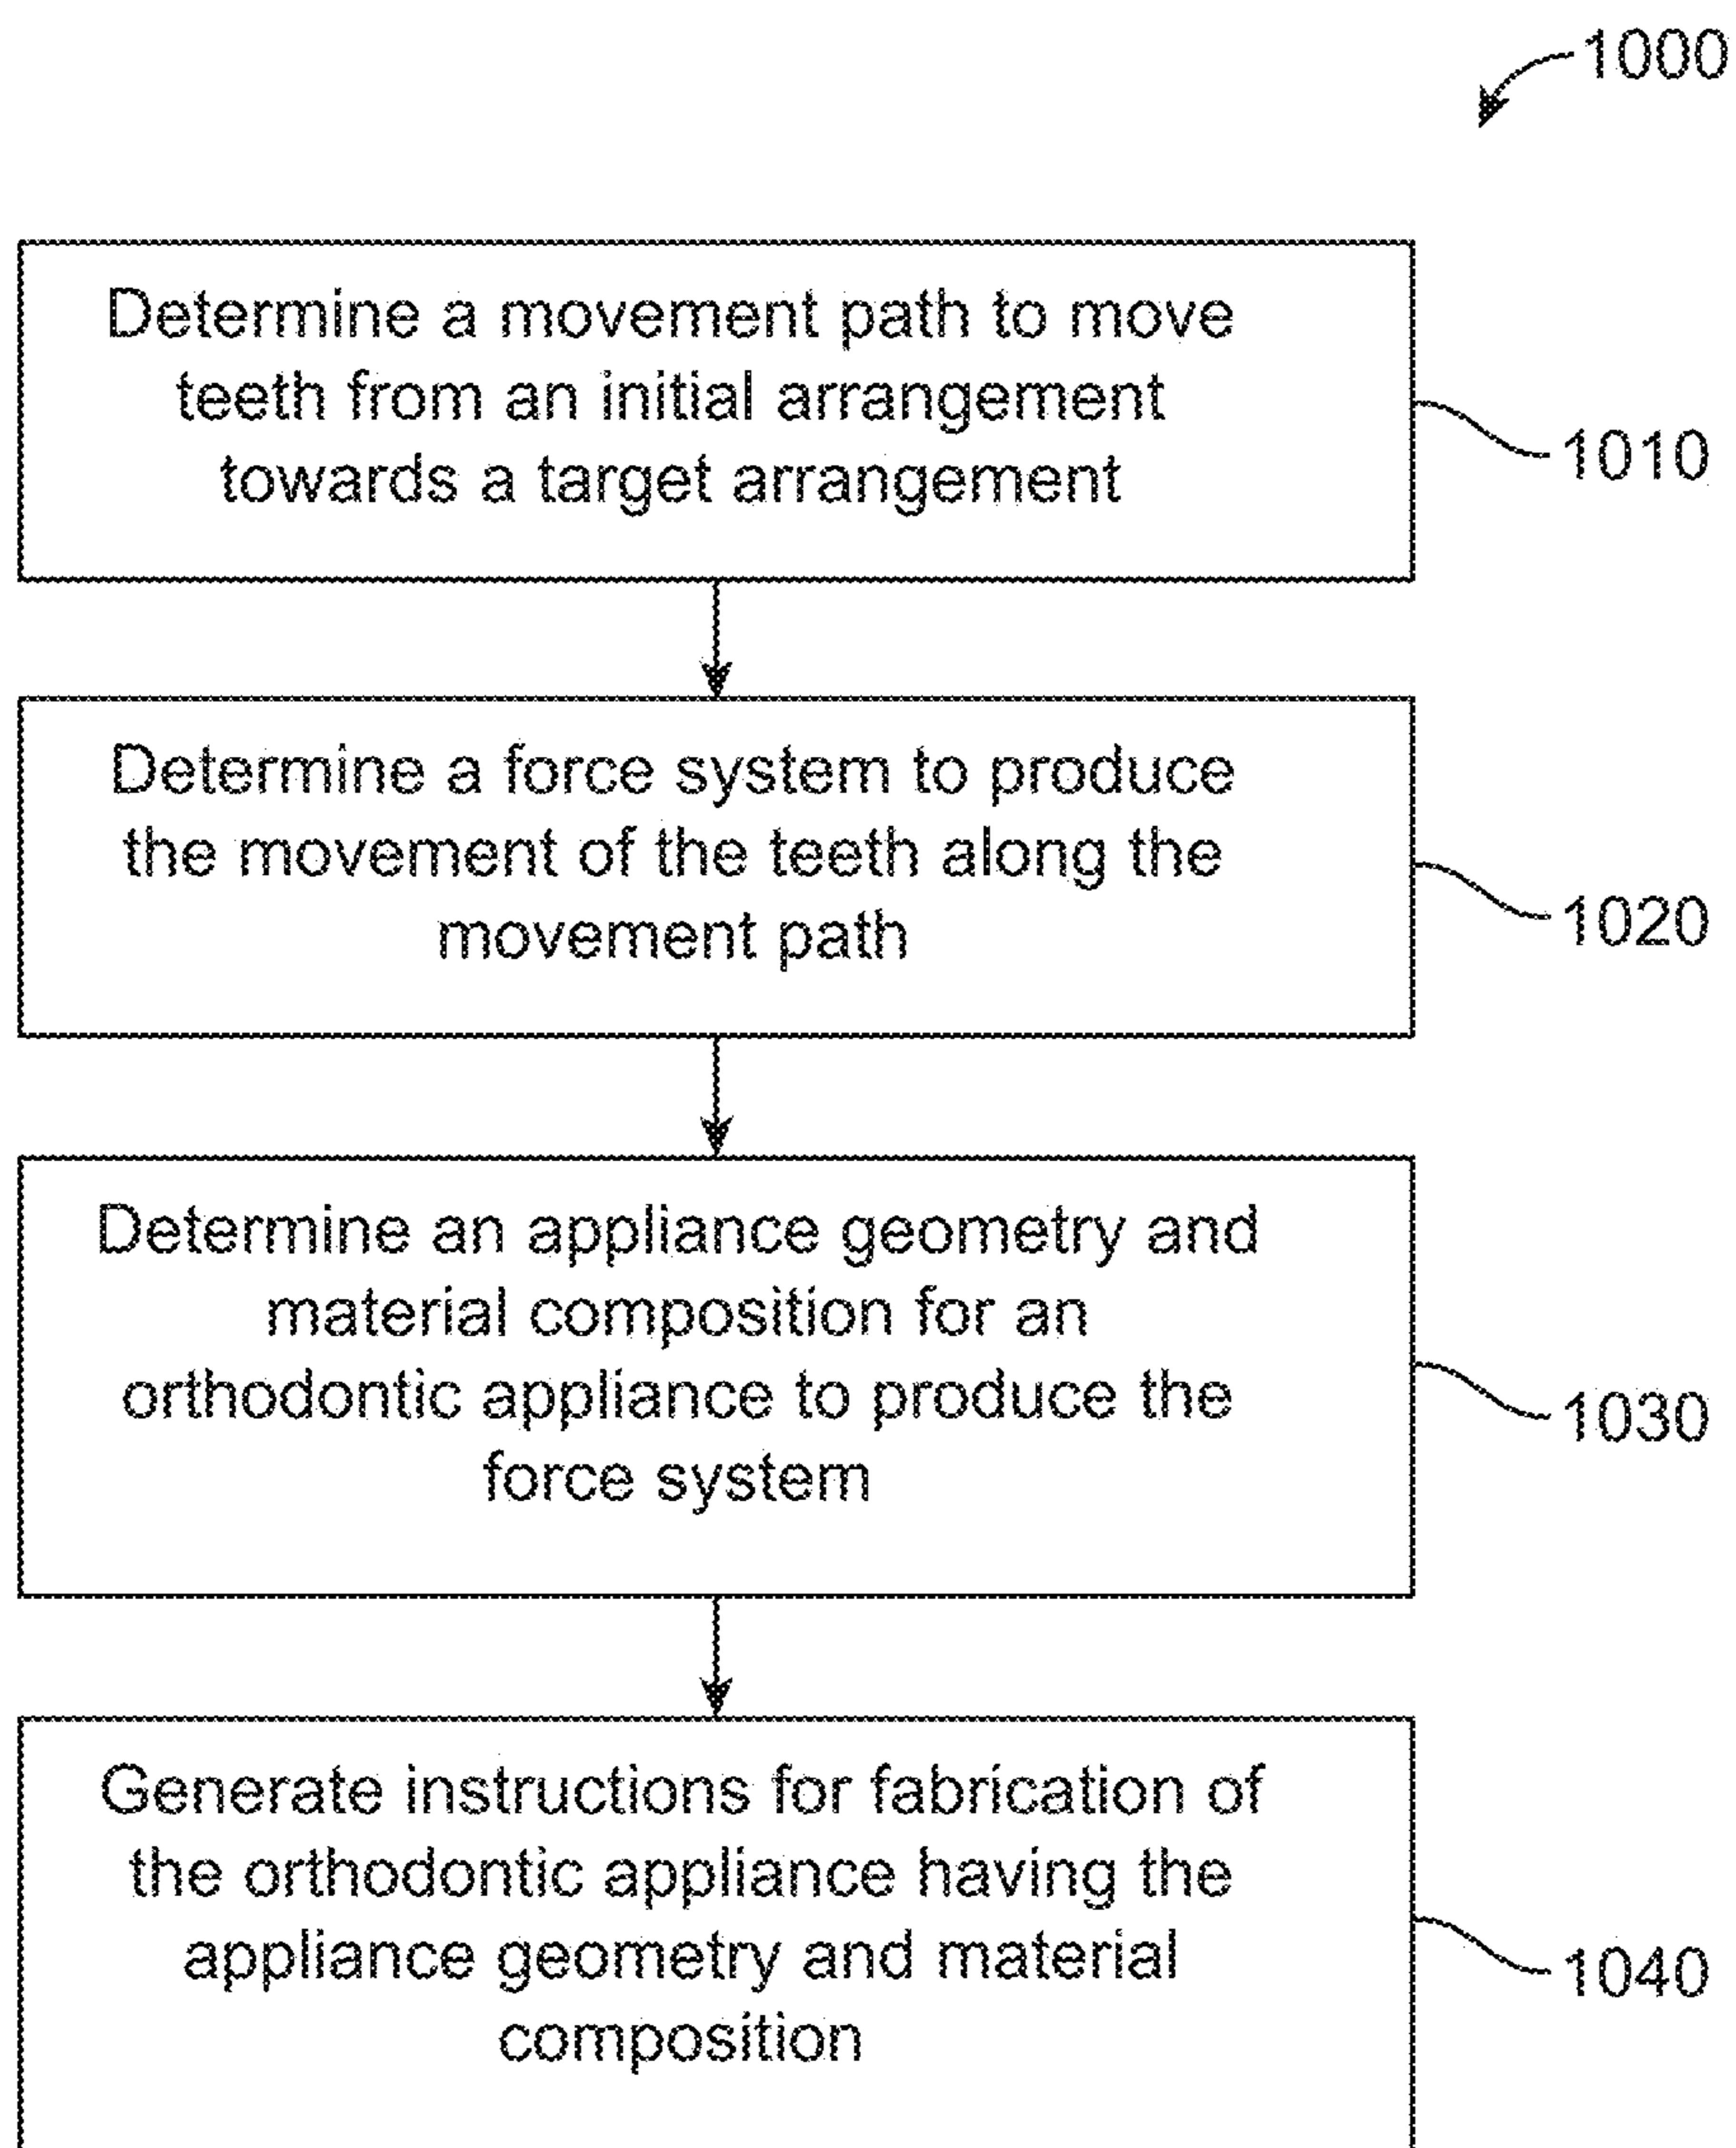 1000
Determine a movement path to move
teeth from an initial arrangement
towards a target arrangement
1010
Determine a force system to produce
the movement of the teeth along the
movement path
1020
Determine an appliance geometry and
material composition for an
orthodontic appliance to produce the
force system
1030
Generate instructions for fabrication of
the orthodontic appliance having the
appliance geometry and material
composition
1040